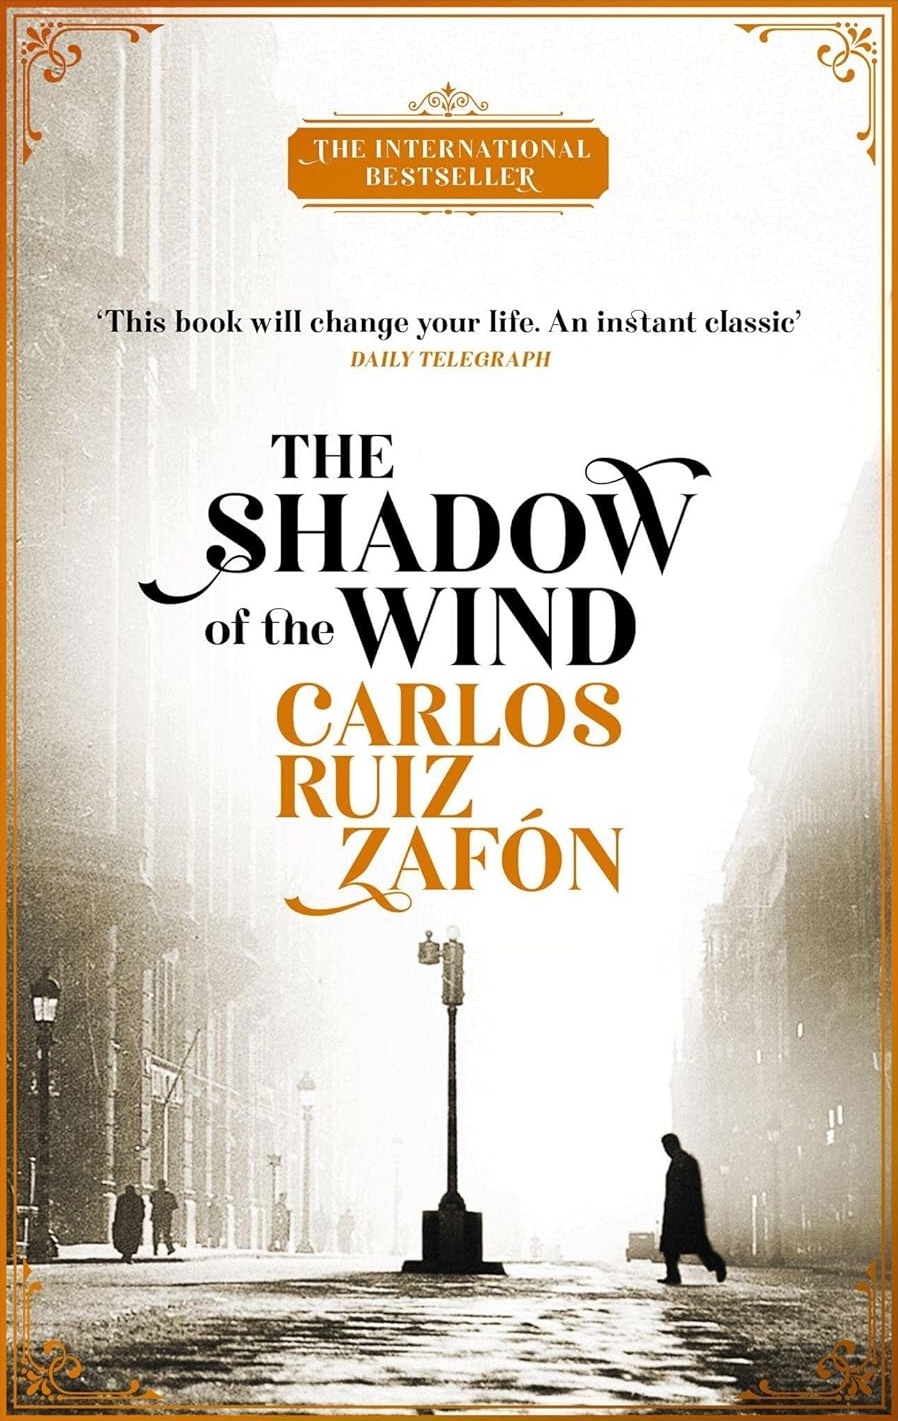 THE INTERNATIONAL
BESTSELLER
‘This book will change your life. An instant classic’
DAILY TELEGRAPH
THE
SHADOW
of the WIND
CARLOS
RUIZ
ZAFÓN